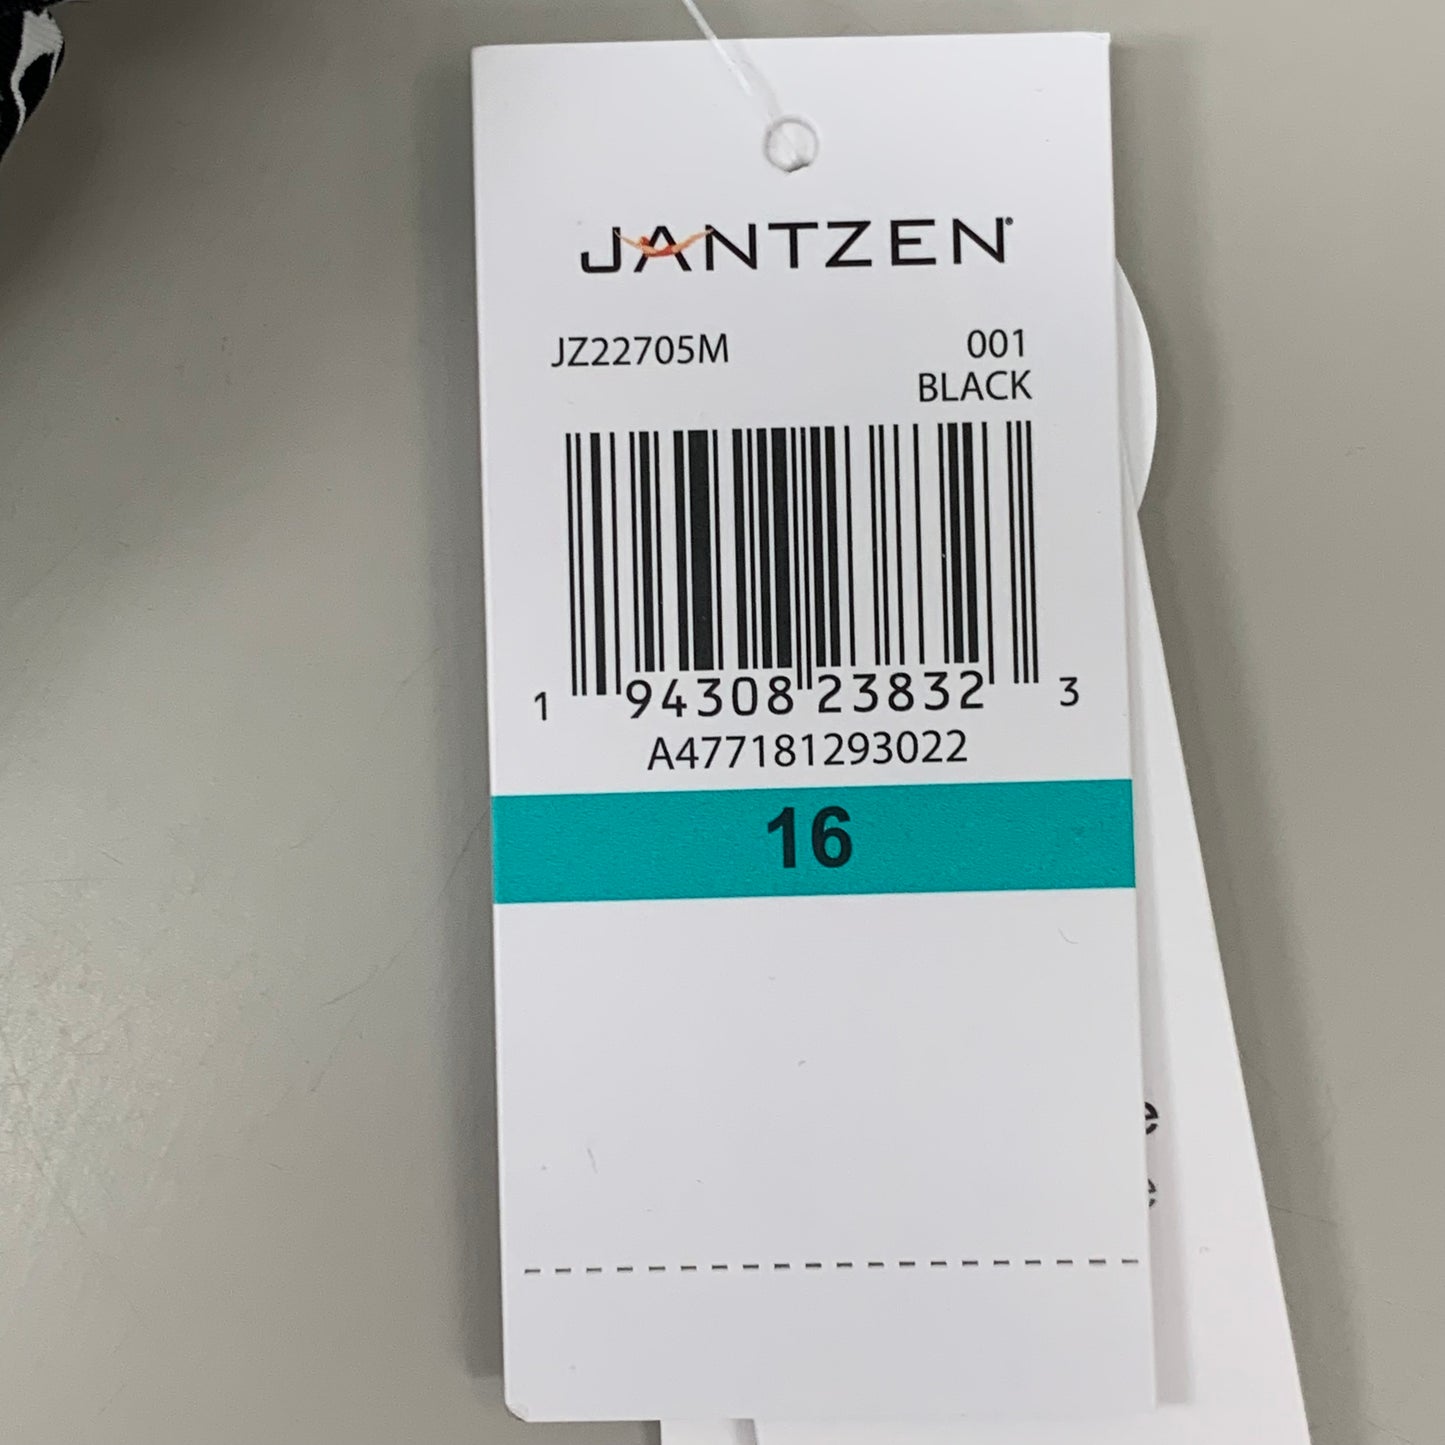 JANTZEN®
JZ22705M 001
BLACK
1 94308 23832 3
A477181293022
16
e
e